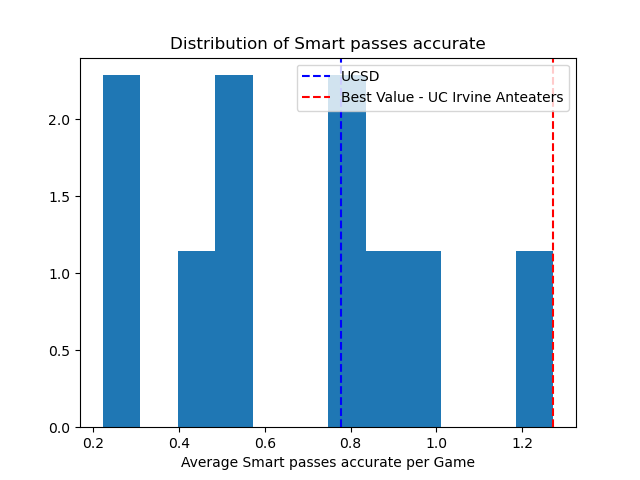 Distribution of Smart passes accurate
UCSD
Best Value - UC Irvine Anteaters
2.0
1.5
1.0
0.5
0.0
0.2 0.4 0.6 0.8 1.0 1.2
Average Smart passes accurate per Game